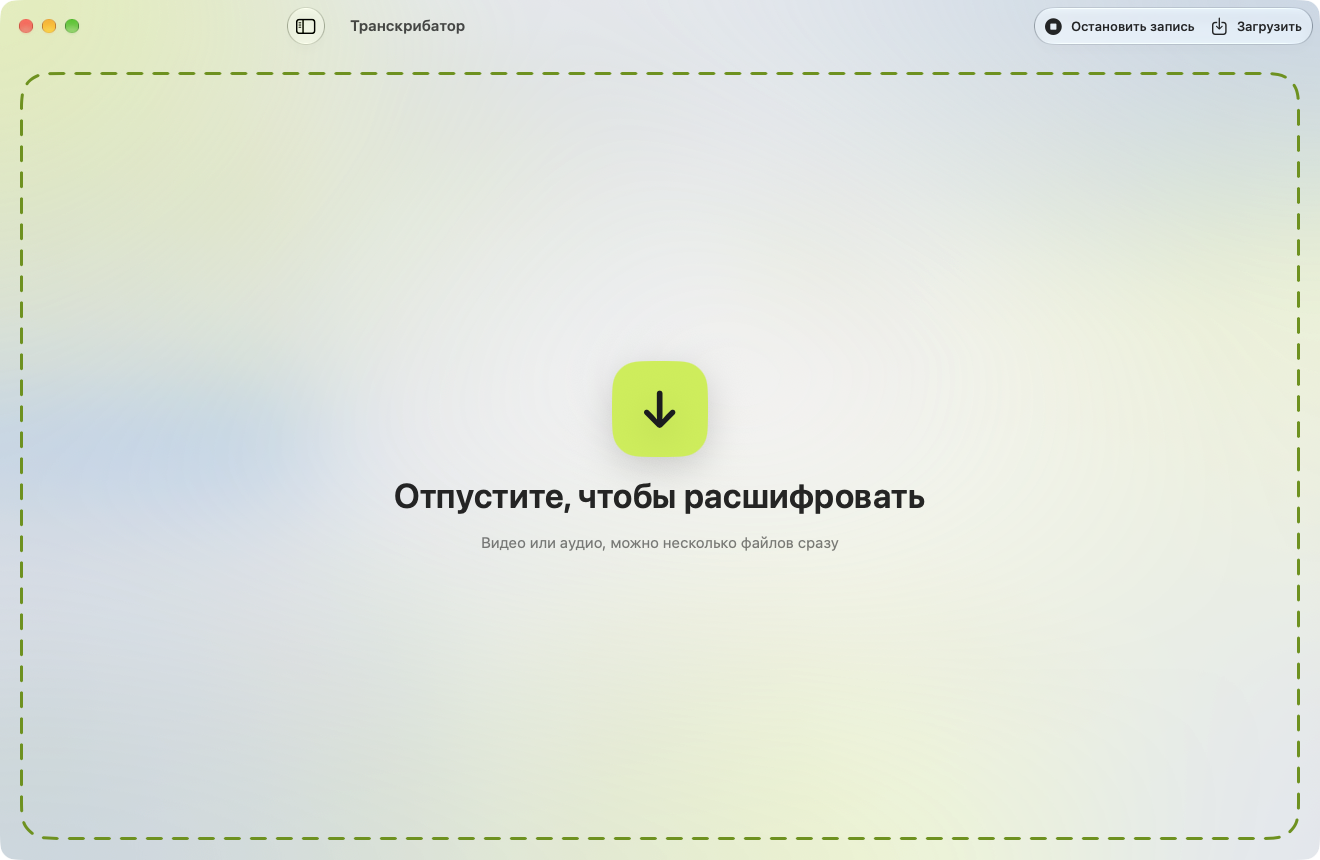 Транскрибатор
Остановить запись
Загрузить
Отпустите, чтобы расшифровать
Видео или аудио, можно несколько файлов сразу